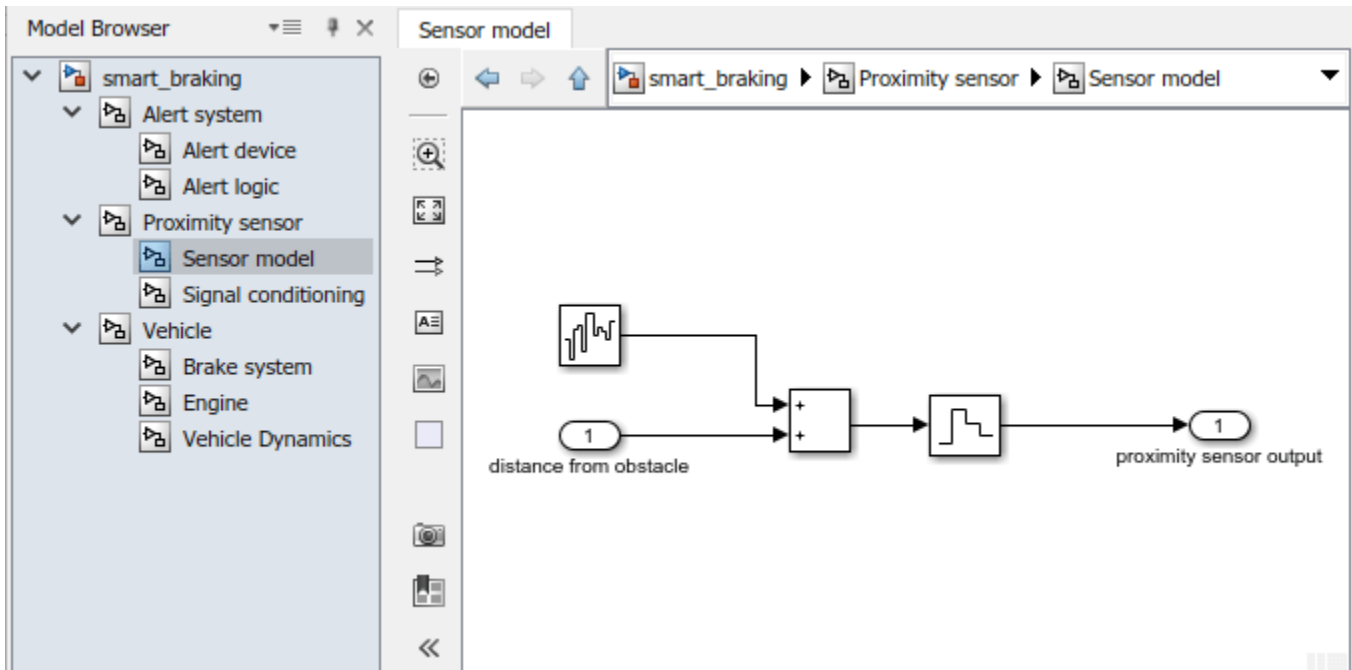 Model Browser
smart_braking
Alert system
Alert device
Alert logic
Proximity sensor
Sensor model
Signal conditioning
Vehicle
Brake system
Engine
Vehicle Dynamics
Sensor model
smart_braking Proximity sensor Sensor model
A
+
+
1
distance from obstacle
1
proximity sensor output